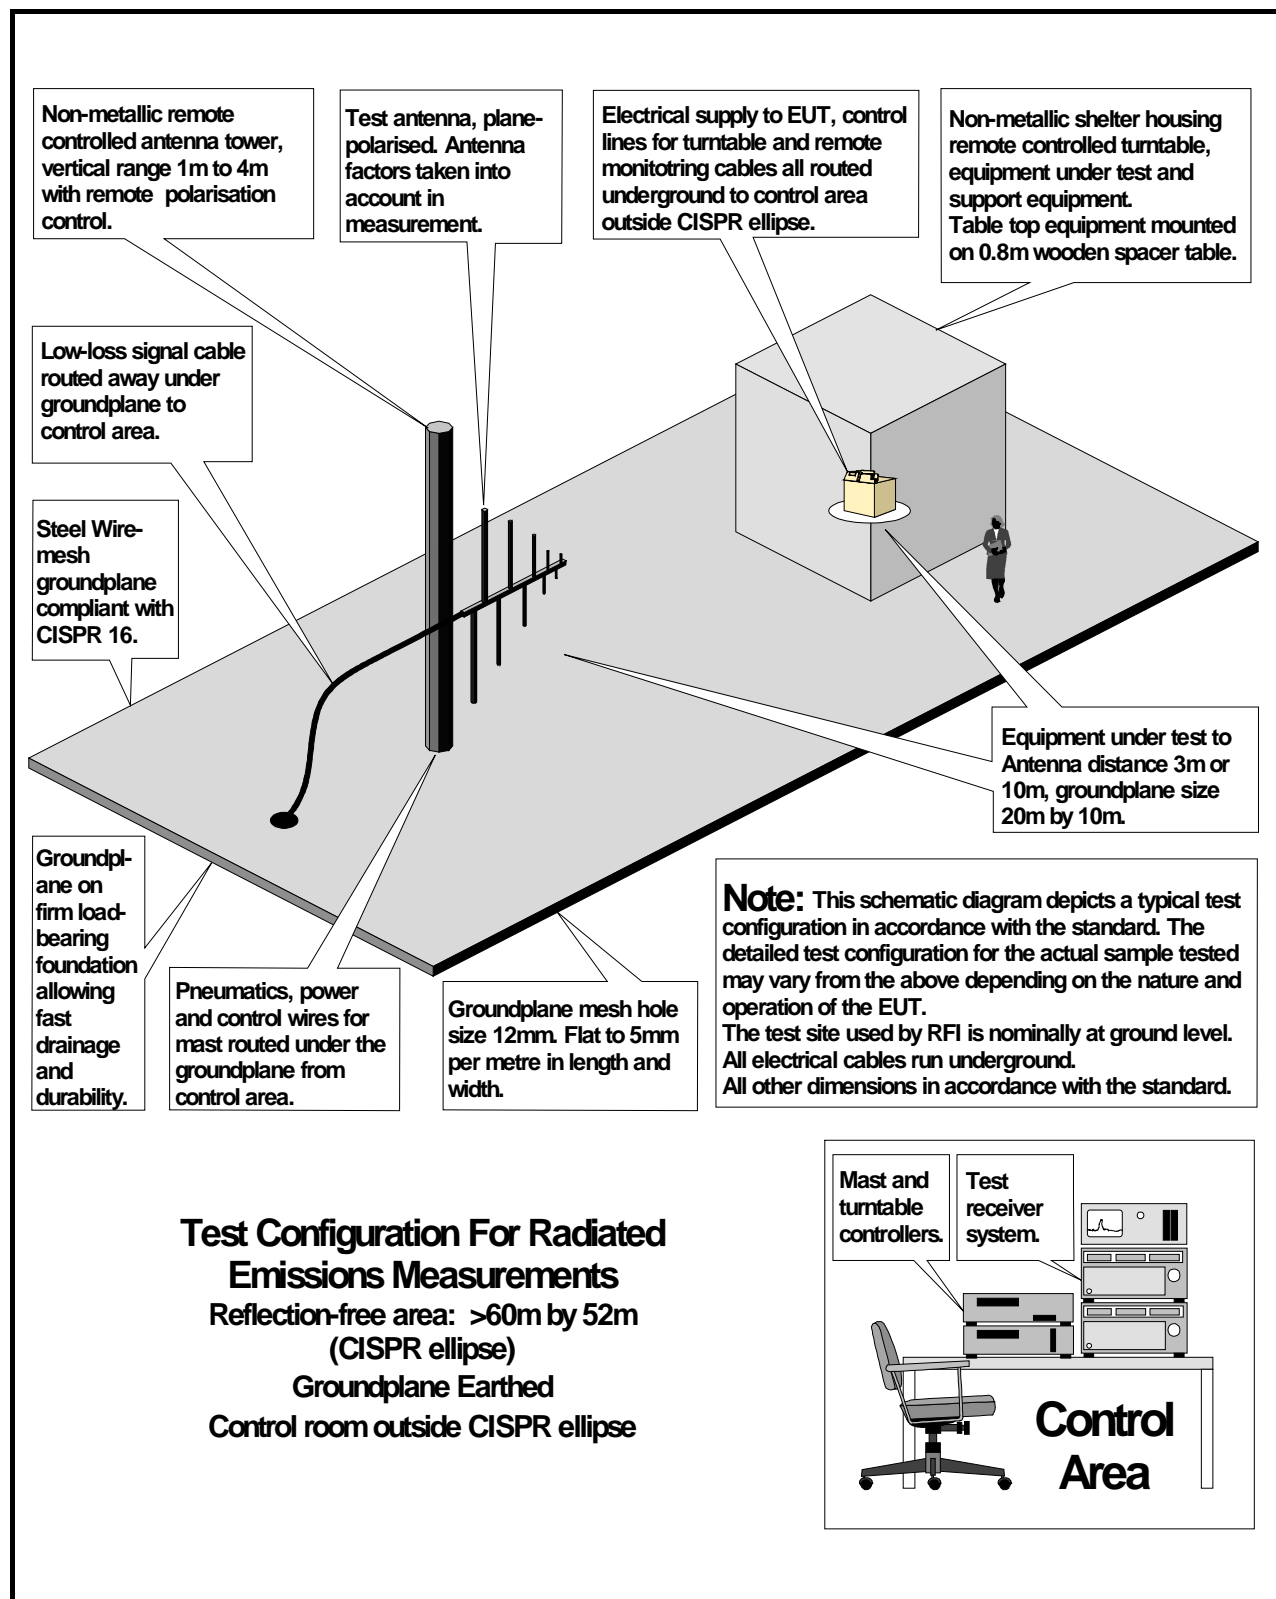 Non-metallic remote
controlled antenna tower,
vertical range 1m to 4m
with remote polarisation
control.
Test antenna, plane-
polarised. Antenna
factors taken into
account in
measurement.
Electrical supply to EUT, control
lines for turntable and remote
monitotring cables all routed
underground to control area
outside CISPR ellipse.
Non-metallic shelter housing
remote controlled turntable,
equipment under test and
support equipment.
Table top equipment mounted
on 0.8m wooden spacer table.
Low-loss signal cable
routed away under
groundplane to
control area.
Steel Wire-
mesh
groundplane
compliant with
CISPR 16.
Equipment under test to
Antenna distance 3m or
10m, groundplane size
20m by 10m.
Groundpl-
ane on
firm load-
bearing
foundation
allowing
fast
drainage
and
durability.
Pneumatics, power
and control wires for
mast routed under the
groundplane from
control area.
Groundplane mesh hole
size 12mm. Flat to 5mm
per metre in length and
width.
Note: This schematic diagram depicts a typical test
configuration in accordance with the standard. The
detailed test configuration for the actual sample tested
may vary from the above depending on the nature and
operation of the EUT.
The test site used by RFI is nominally at ground level.
All electrical cables run underground.
All other dimensions in accordance with the standard.
Test Configuration For Radiated
Emissions Measurements
Reflection-free area: >60m by 52m
(CISPR ellipse)
Groundplane Earthed
Control room outside CISPR ellipse
Mast and
turntable
controllers.
Test
receiver
system.
Control
Area